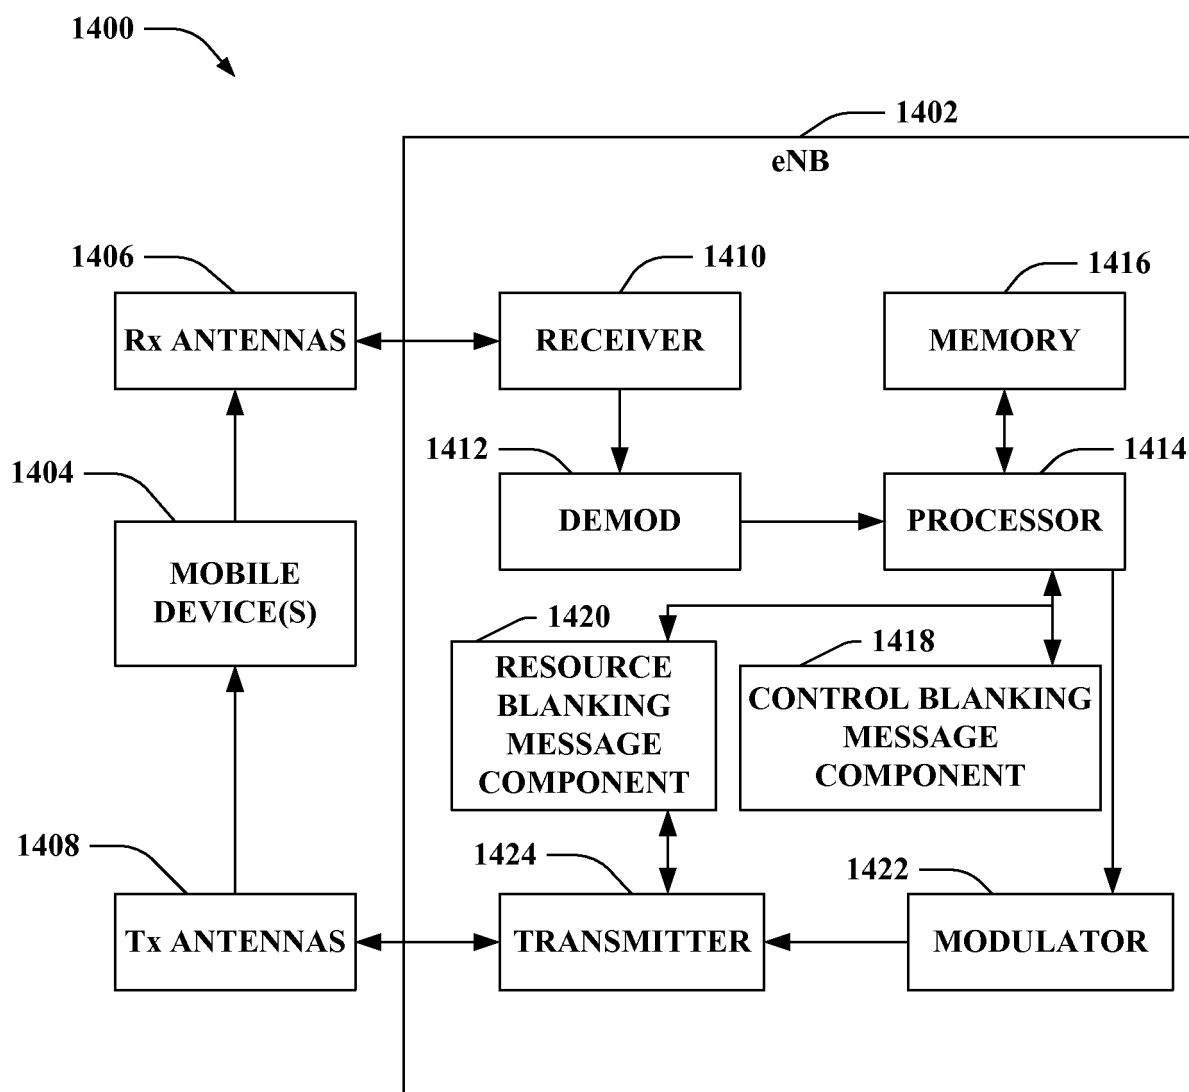 1400
1402
eNB
1406
1410
1416
Rx ANTENNAS
RECEIVER
MEMORY
1404
1412
1414
DEMOD
PROCESSOR
MOBILE
DEVICE(S)
1420
1418
RESOURCE
BLANKING
MESSAGE
COMPONENT
CONTROL BLANKING
MESSAGE
COMPONENT
1408
1424
1422
Tx ANTENNAS
TRANSMITTER
MODULATOR